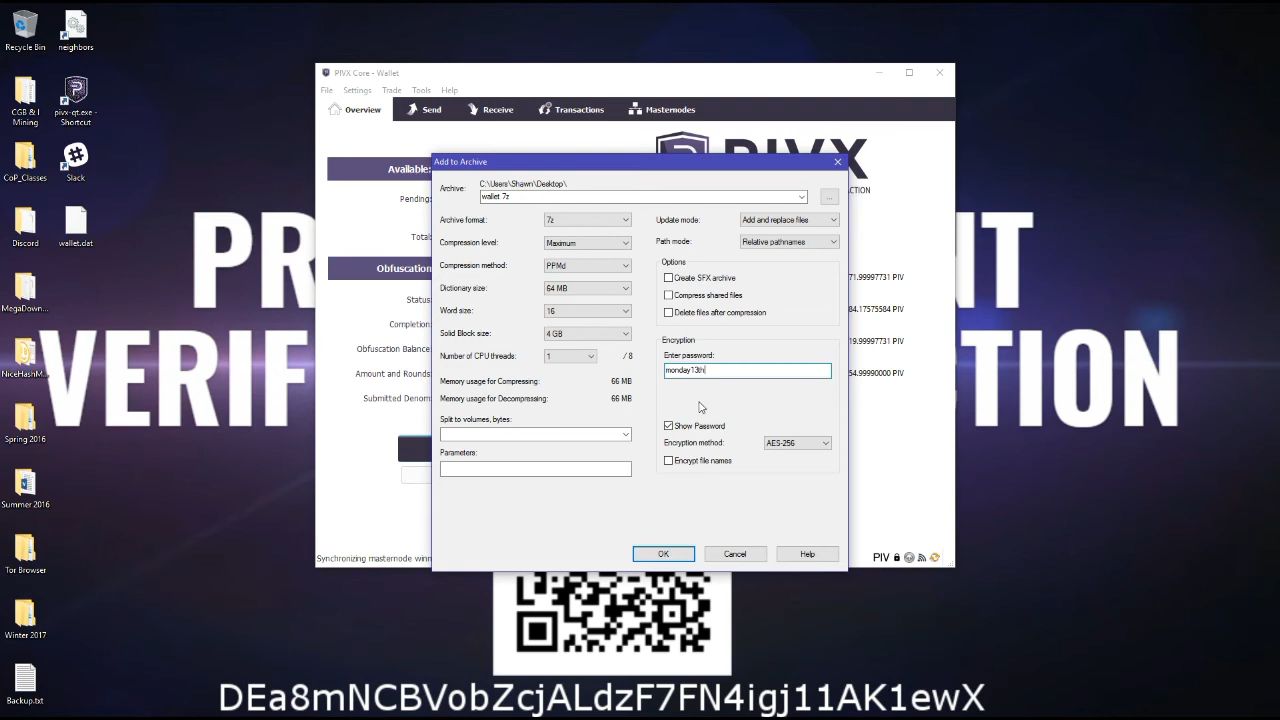 Recycle Bin
neighbors
CGB & I
Mining
pivx-qt.exe -
Shortcut
CoP_Classes
Slack
Discord
wallet.dat
MegaDown...
NiceHashM...
Spring 2016
Summer 2016
Tor Browser
Winter 2017
Backup.txt
PIVX Core - Wallet
File Settings Trade Tools Help
Overview Send Receive Transactions Masternodes
PIVX
ACTION
Available:
Pending:
Total:
Obfuscation
Status:
Completion:
Obfuscation Balance:
Amount and Rounds:
Submitted Denom:
71.99997731 PIV
84.17575584 PIV
19.99997731 PIV
54.99990000 PIV
Synchronizing masternode winn
PIV
Add to Archive
Archive: C:\Users\Shawn\Desktop\
wallet.7z
...
Archive format: 7z
Compression level: Maximum
Compression method: PPMd
Dictionary size: 64 MB
Word size: 16
Solid Block size: 4 GB
Number of CPU threads: 1 / 8
Memory usage for Compressing: 66 MB
Memory usage for Decompressing: 66 MB
Split to volumes, bytes:
Parameters:
Update mode: Add and replace files
Path mode: Relative pathnames
Options
Create SFX archive
Compress shared files
Delete files after compression
Encryption
Enter password:
monday13th
Show Password
Encryption method: AES-256
Encrypt file names
OK Cancel Help
PR NT
VERIF TION
DEa8mNCBVobZcjALdzF7FN4igj11AK1ewX